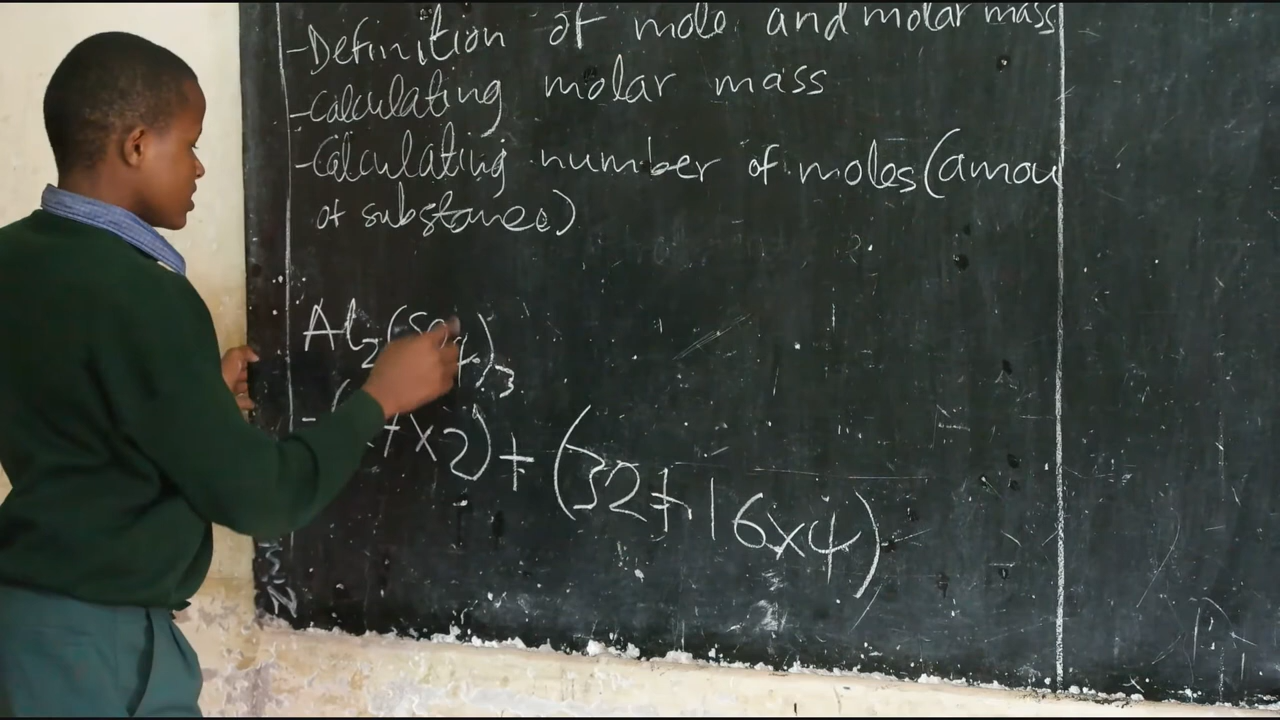 -Definition of mole and molar mass
-Calculating molar mass
-Calculating number of moles (amou
of substance)
Al2(SO4)3
7x2) + (32+16x4)